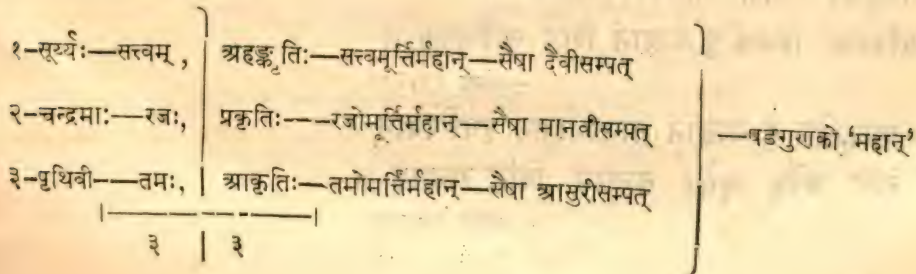 १-सूर्य्यः—सत्त्वम्, अहङ्कृतिः—सत्त्वमूर्त्तिर्महान्—सैषा दैवीसम्पत्
२-चन्द्रमाः—रजः, प्रकृतिः—-रजोमूर्त्तिर्महान्—सैषा मानवीसम्पत् —षडगुणको 'महान्'
३-पृथिवी—-तमः, आकृतिः—तमोमर्त्तिर्महान्—सैषा आसुरीसम्पत्
३ | ३